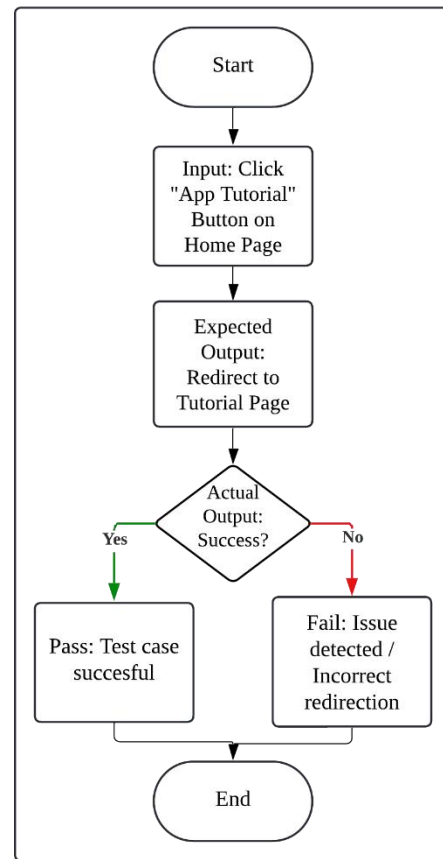 Start
Input: Click
"App Tutorial"
Button on
Home Page
Expected
Output:
Redirect to
Tutorial Page
Actual
Output:
Success?
Yes
No
Pass: Test case
succesful
Fail: Issue
detected /
Incorrect
redirection
End